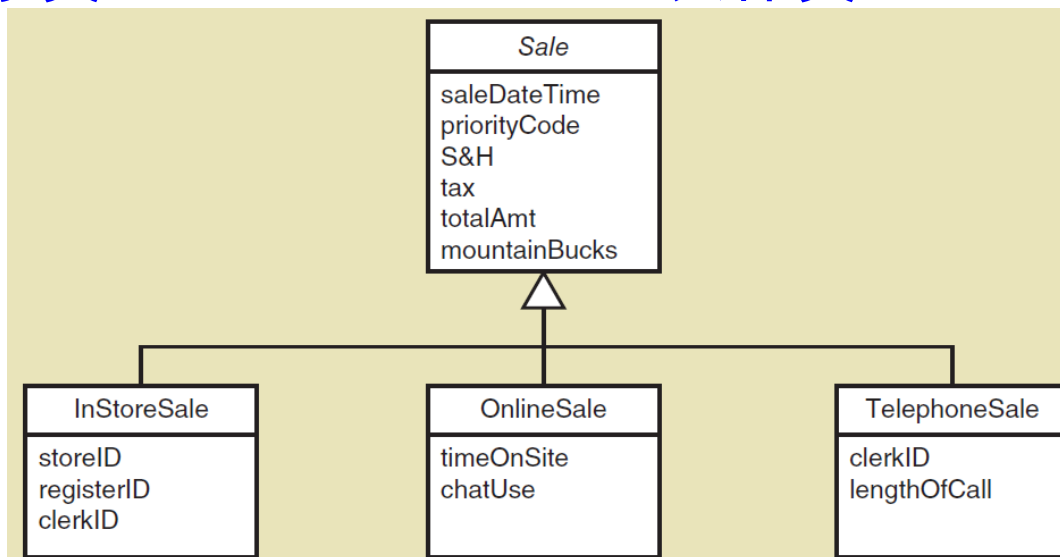 Sale
saleDateTime
priorityCode
S&H
tax
totalAmt
mountainBucks
InStoreSale
storeID
registerID
clerkID
OnlineSale
timeOnSite
chatUse
TelephoneSale
clerkID
lengthOfCall